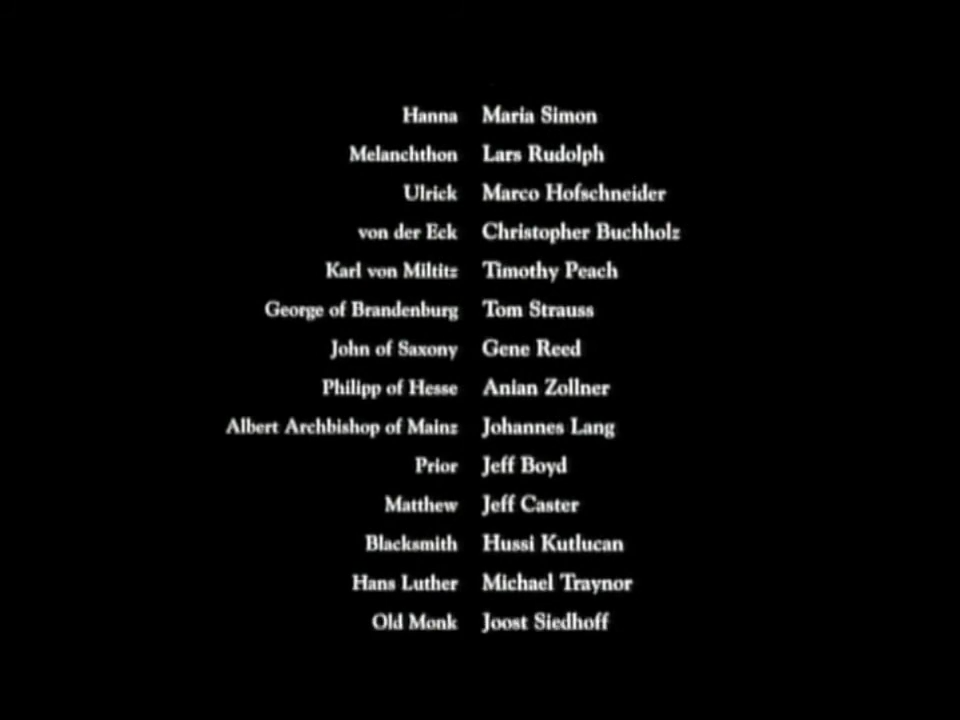 Hanna Maria Simon
Melanchthon Lars Rudolph
Ulrick Marco Hofschneider
von der Eck Christopher Buchholz
Karl von Miltitz Timothy Peach
George of Brandenburg Tom Strauss
John of Saxony Gene Reed
Philipp of Hesse Anian Zollner
Albert Archbishop of Mainz Johannes Lang
Prior Jeff Boyd
Matthew Jeff Caster
Blacksmith Hussi Kutlucan
Hans Luther Michael Traynor
Old Monk Joost Siedhoff